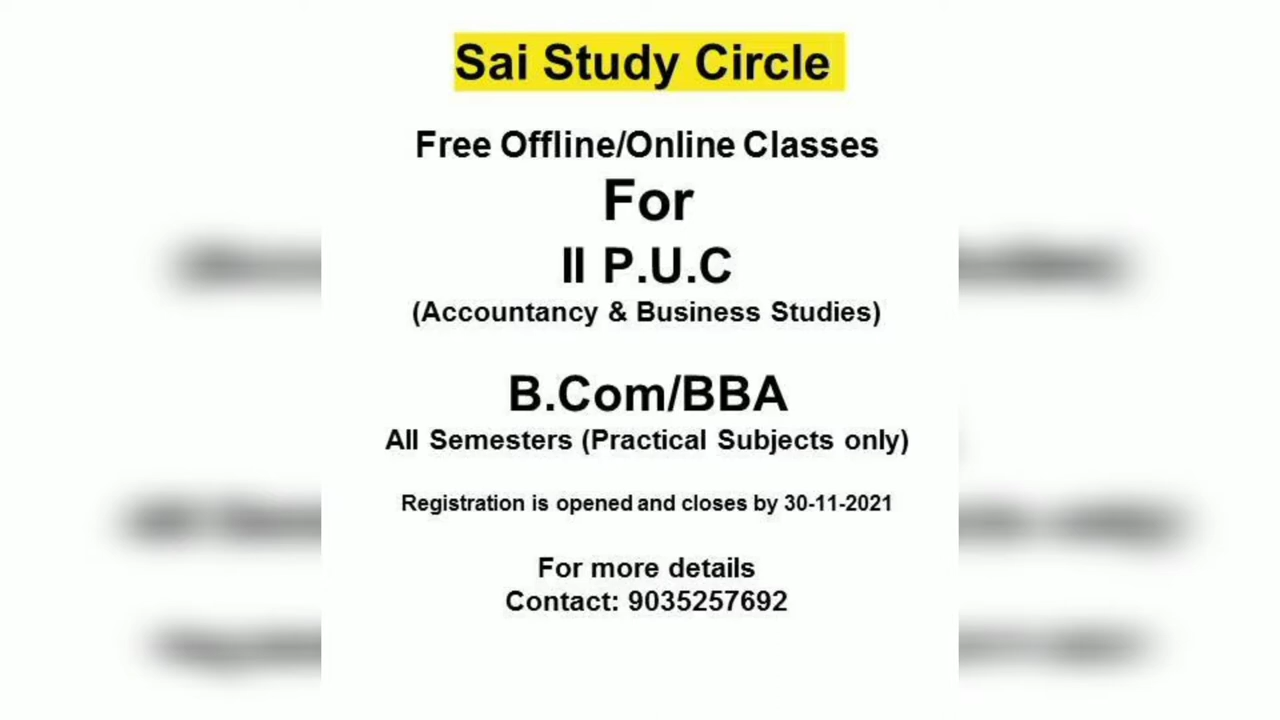 Sai Study Circle
Free Offline/Online Classes
For
II P.U.C
(Accountancy & Business Studies)
B.Com/BBA
All Semesters (Practical Subjects only)
Registration is opened and closes by 30-11-2021
For more details
Contact: 9035257692